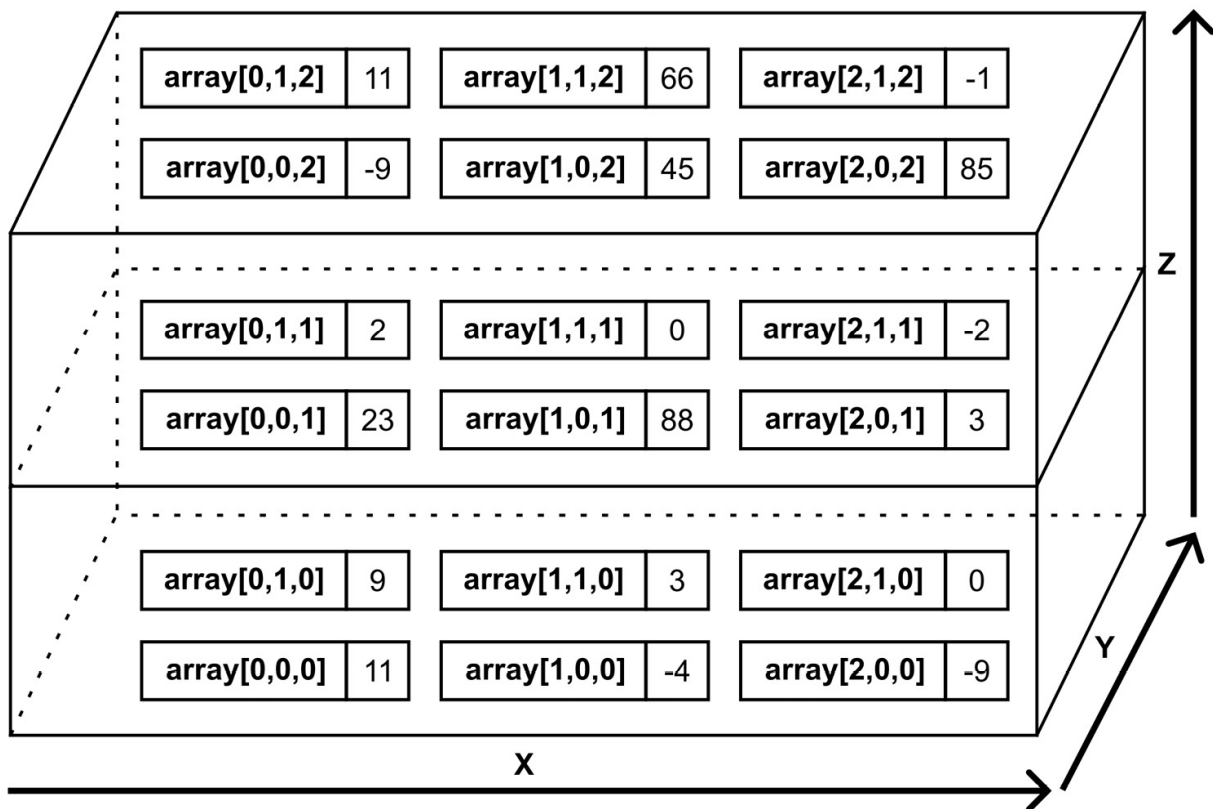 array[0,1,2] 11 array[1,1,2] 66 array[2,1,2] -1
array[0,0,2] -9 array[1,0,2] 45 array[2,0,2] 85
Z
array[0,1,1] 2 array[1,1,1] 0 array[2,1,1] -2
array[0,0,1] 23 array[1,0,1] 88 array[2,0,1] 3
array[0,1,0] 9 array[1,1,0] 3 array[2,1,0] 0
Y
array[0,0,0] 11 array[1,0,0] -4 array[2,0,0] -9
X